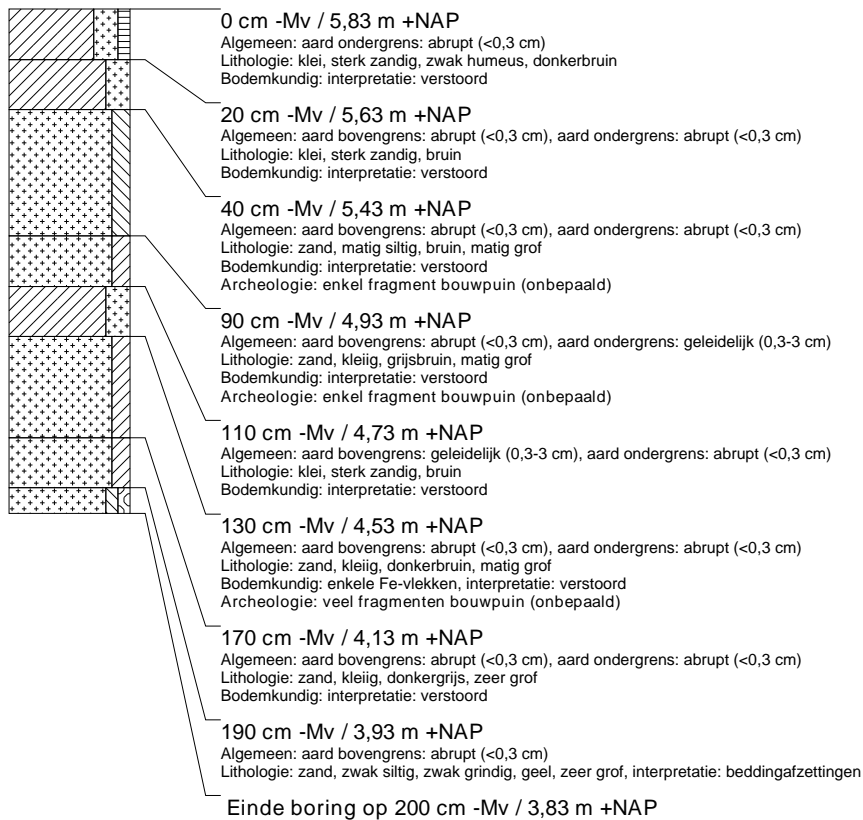 0 cm -Mv / 5,83 m +NAP
Algemeen: aard ondergrens: abrupt (<0,3 cm)
Lithologie: klei, sterk zandig, zwak humeus, donkerbruin
Bodemkundig: interpretatie: verstoord
20 cm -Mv / 5,63 m +NAP
Algemeen: aard bovengrens: abrupt (<0,3 cm), aard ondergrens: abrupt (<0,3 cm)
Lithologie: klei, sterk zandig, bruin
Bodemkundig: interpretatie: verstoord
40 cm -Mv / 5,43 m +NAP
Algemeen: aard bovengrens: abrupt (<0,3 cm), aard ondergrens: abrupt (<0,3 cm)
Lithologie: zand, matig siltig, bruin, matig grof
Bodemkundig: interpretatie: verstoord
Archeologie: enkel fragment bouwpuin (onbepaald)
90 cm -Mv / 4,93 m +NAP
Algemeen: aard bovengrens: abrupt (<0,3 cm), aard ondergrens: geleidelijk (0,3-3 cm)
Lithologie: zand, kleiig, grijsbruin, matig grof
Bodemkundig: interpretatie: verstoord
Archeologie: enkel fragment bouwpuin (onbepaald)
110 cm -Mv / 4,73 m +NAP
Algemeen: aard bovengrens: geleidelijk (0,3-3 cm), aard ondergrens: abrupt (<0,3 cm)
Lithologie: klei, sterk zandig, bruin
Bodemkundig: interpretatie: verstoord
130 cm -Mv / 4,53 m +NAP
Algemeen: aard bovengrens: abrupt (<0,3 cm), aard ondergrens: abrupt (<0,3 cm)
Lithologie: zand, kleiig, donkerbruin, matig grof
Bodemkundig: enkele Fe-vlekken, interpretatie: verstoord
Archeologie: veel fragmenten bouwpuin (onbepaald)
170 cm -Mv / 4,13 m +NAP
Algemeen: aard bovengrens: abrupt (<0,3 cm), aard ondergrens: abrupt (<0,3 cm)
Lithologie: zand, kleiig, donkergrijs, zeer grof
Bodemkundig: interpretatie: verstoord
190 cm -Mv / 3,93 m +NAP
Algemeen: aard bovengrens: abrupt (<0,3 cm)
Lithologie: zand, zwak siltig, zwak grindig, geel, zeer grof, interpretatie: beddingafzettingen
Einde boring op 200 cm -Mv / 3,83 m +NAP